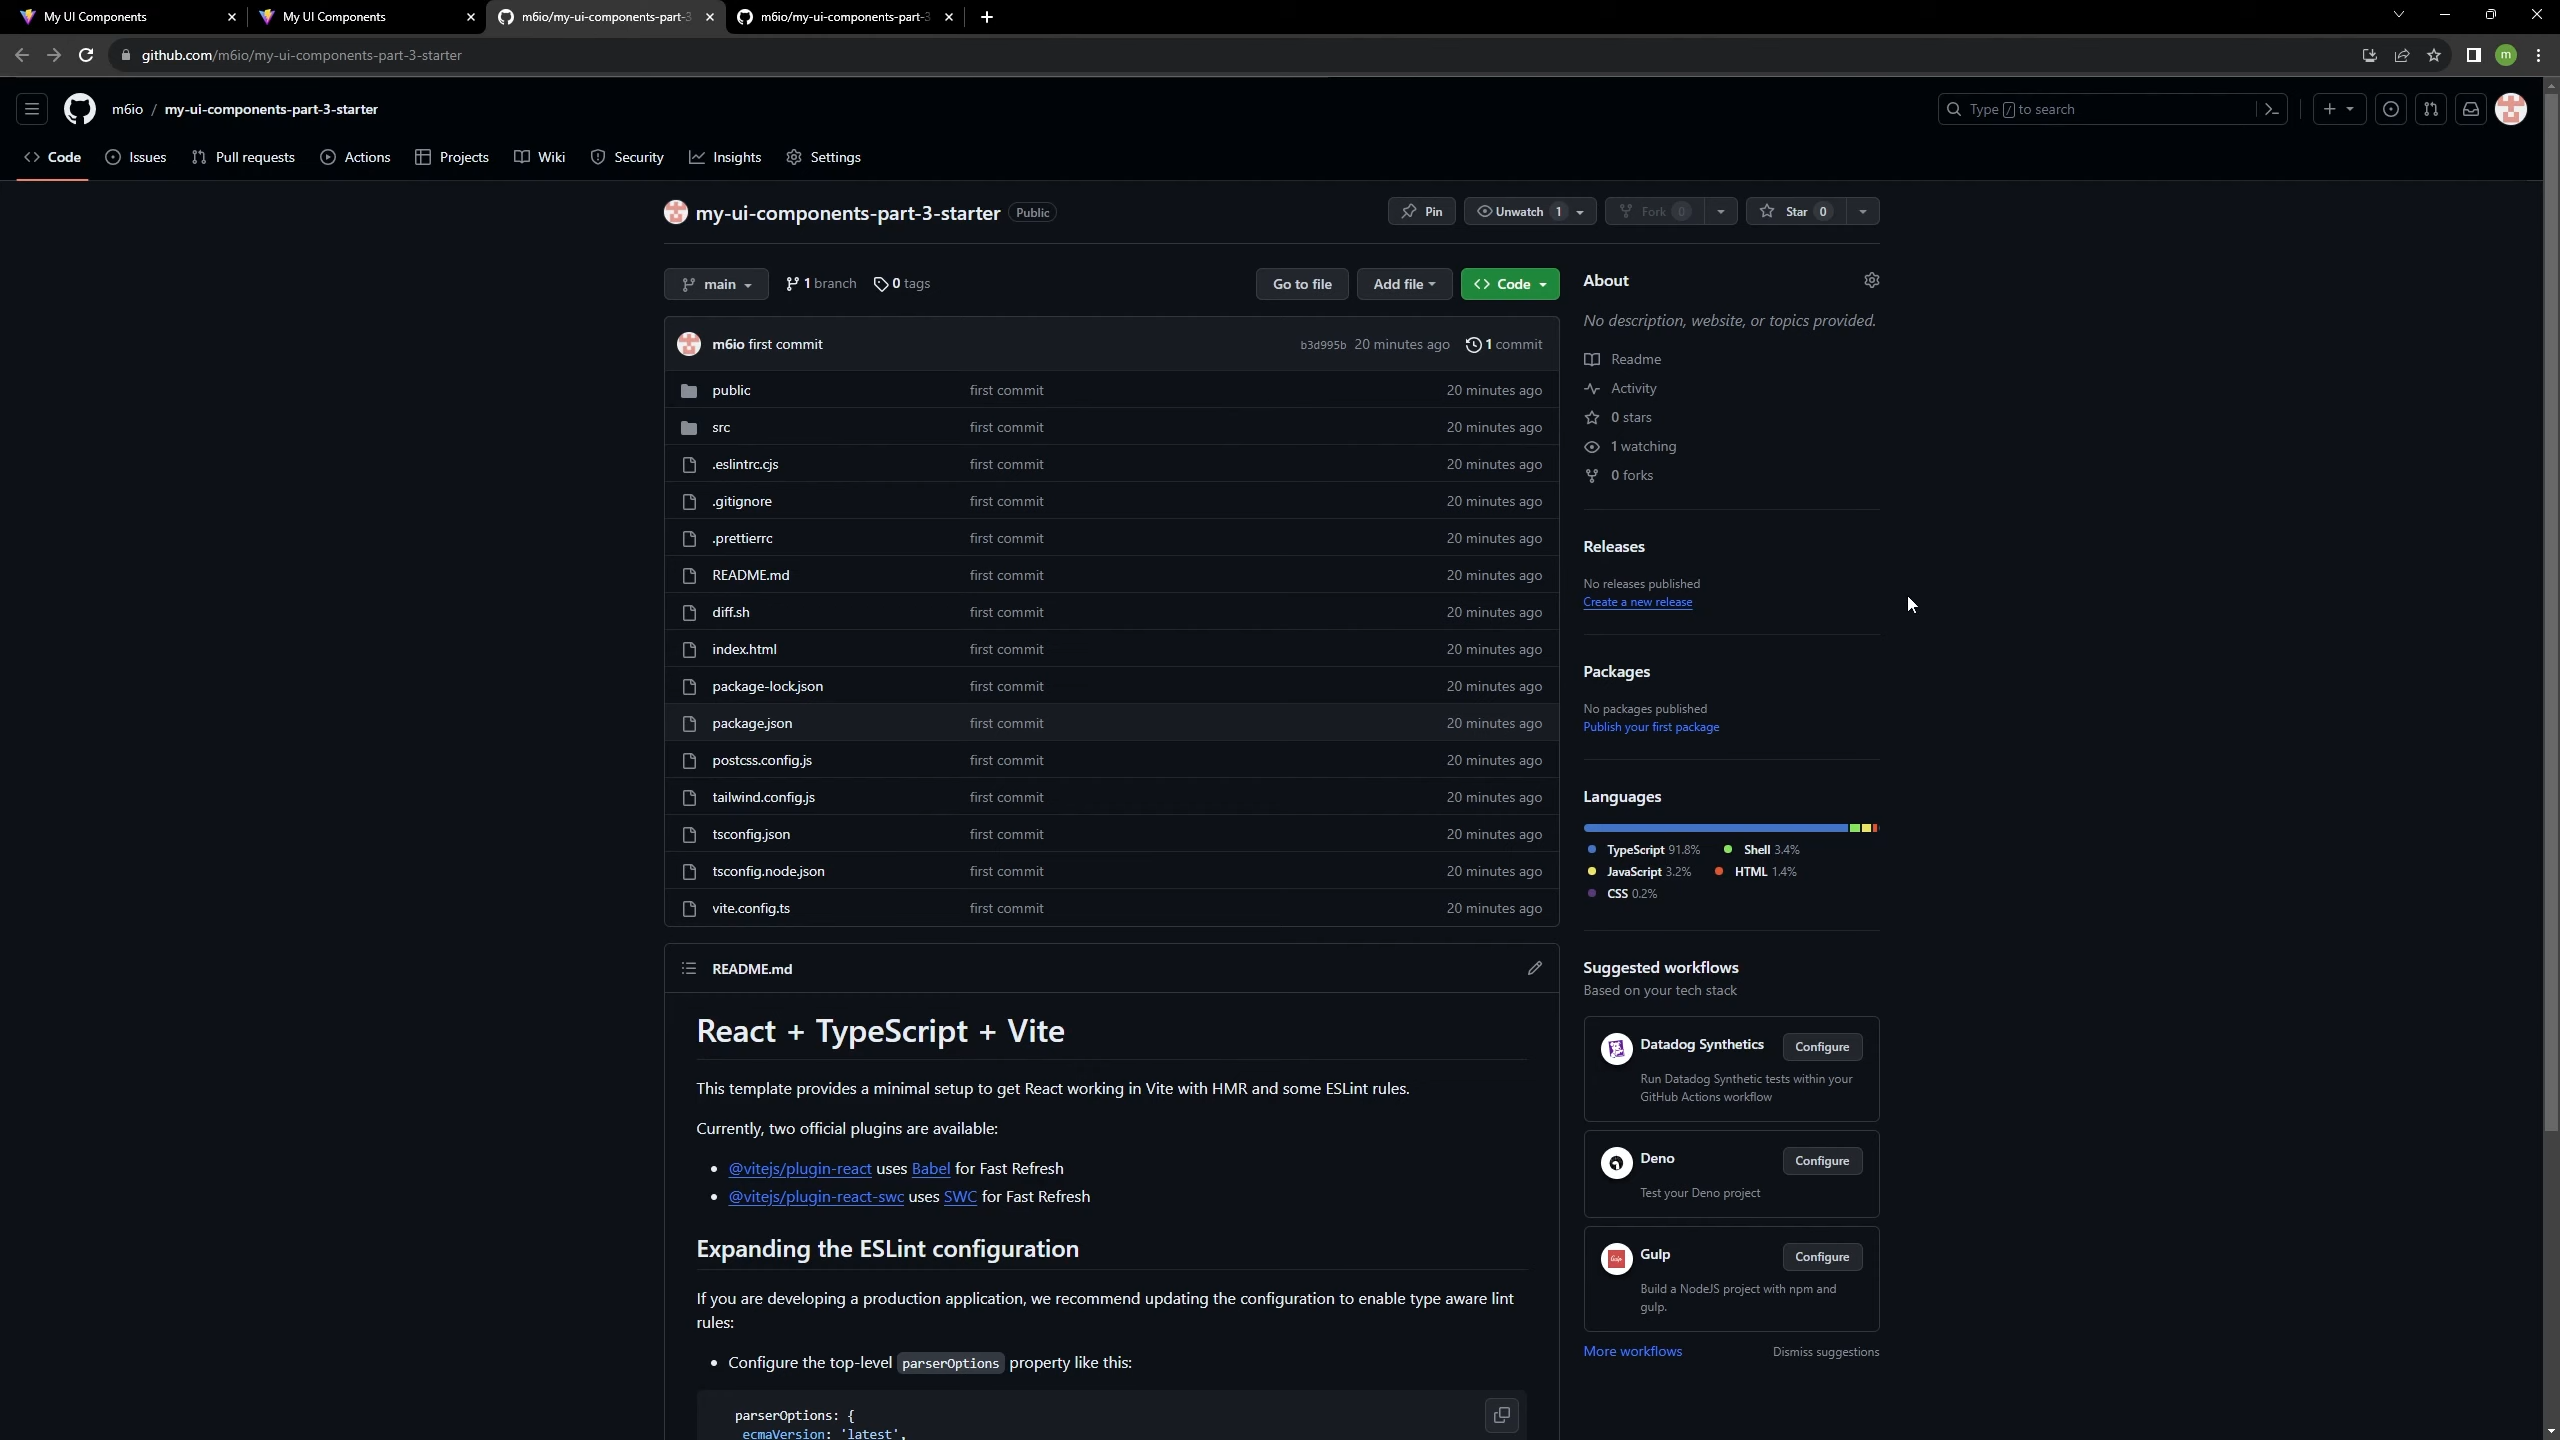 My UI Components
My UI Components
m6io/my-ui-components-part-3
m6io/my-ui-components-part-3
github.com/m6io/my-ui-components-part-3-starter
m
m6io / my-ui-components-part-3-starter
Type / to search
Code
Issues
Pull requests
Actions
Projects
Wiki
Security
Insights
Settings
my-ui-components-part-3-starter
Public
Pin
Unwatch 1
Fork 0
Star 0
main
1 branch
0 tags
Go to file
Add file
Code
m6io first commit
b3d995b 20 minutes ago
1 commit
public first commit 20 minutes ago
src first commit 20 minutes ago
.eslintrc.cjs first commit 20 minutes ago
.gitignore first commit 20 minutes ago
.prettierrc first commit 20 minutes ago
README.md first commit 20 minutes ago
diff.sh first commit 20 minutes ago
index.html first commit 20 minutes ago
package-lock.json first commit 20 minutes ago
package.json first commit 20 minutes ago
postcss.config.js first commit 20 minutes ago
tailwind.config.js first commit 20 minutes ago
tsconfig.json first commit 20 minutes ago
tsconfig.node.json first commit 20 minutes ago
vite.config.ts first commit 20 minutes ago
README.md
React + TypeScript + Vite
This template provides a minimal setup to get React working in Vite with HMR and some ESLint rules.
Currently, two official plugins are available:
• @vitejs/plugin-react uses Babel for Fast Refresh
• @vitejs/plugin-react-swc uses SWC for Fast Refresh
Expanding the ESLint configuration
If you are developing a production application, we recommend updating the configuration to enable type aware lint
rules:
• Configure the top-level parserOptions property like this:
parserOptions: {
ecmaVersion: 'latest',
About
No description, website, or topics provided.
Readme
Activity
0 stars
1 watching
0 forks
Releases
No releases published
Create a new release
Packages
No packages published
Publish your first package
Languages
TypeScript 91.8%
Shell 3.4%
JavaScript 3.2%
HTML 1.4%
CSS 0.2%
Suggested workflows
Based on your tech stack
Datadog Synthetics
Configure
Run Datadog Synthetic tests within your
GitHub Actions workflow
Deno
Configure
Test your Deno project
Gulp
Configure
Build a NodeJS project with npm and
gulp.
More workflows
Dismiss suggestions